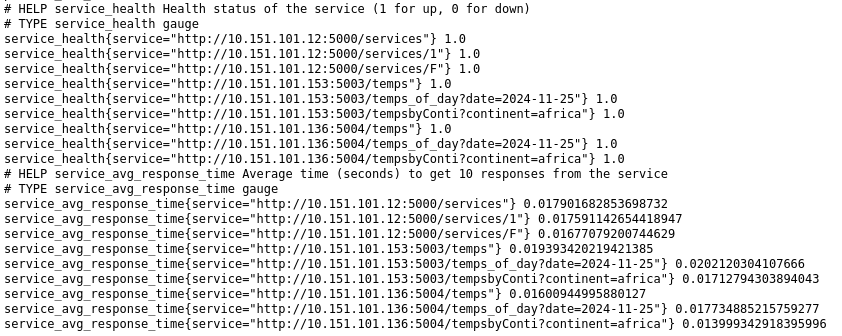 # HELP service_health Health status of the service (1 for up, 0 for down)
# TYPE service_health gauge
service_health{service="http://10.151.101.12:5000/services"} 1.0
service_health{service="http://10.151.101.12:5000/services/1"} 1.0
service_health{service="http://10.151.101.12:5000/services/F"} 1.0
service_health{service="http://10.151.101.153:5003/temps"} 1.0
service_health{service="http://10.151.101.153:5003/temps_of_day?date=2024-11-25"} 1.0
service_health{service="http://10.151.101.153:5003/tempsbyConti?continent=africa"} 1.0
service_health{service="http://10.151.101.136:5004/temps"} 1.0
service_health{service="http://10.151.101.136:5004/temps_of_day?date=2024-11-25"} 1.0
service_health{service="http://10.151.101.136:5004/tempsbyConti?continent=africa"} 1.0
# HELP service_avg_response_time Average time (seconds) to get 10 responses from the service
# TYPE service_avg_response_time gauge
service_avg_response_time{service="http://10.151.101.12:5000/services"} 0.017901682853698732
service_avg_response_time{service="http://10.151.101.12:5000/services/1"} 0.017591142654418947
service_avg_response_time{service="http://10.151.101.12:5000/services/F"} 0.01677079200744629
service_avg_response_time{service="http://10.151.101.153:5003/temps"} 0.019393420219421385
service_avg_response_time{service="http://10.151.101.153:5003/temps_of_day?date=2024-11-25"} 0.0202120304107666
service_avg_response_time{service="http://10.151.101.153:5003/tempsbyConti?continent=africa"} 0.01712794303894043
service_avg_response_time{service="http://10.151.101.136:5004/temps"} 0.01600944995880127
service_avg_response_time{service="http://10.151.101.136:5004/temps_of_day?date=2024-11-25"} 0.017734885215759277
service_avg_response_time{service="http://10.151.101.136:5004/tempsbyConti?continent=africa"} 0.013999342918395996